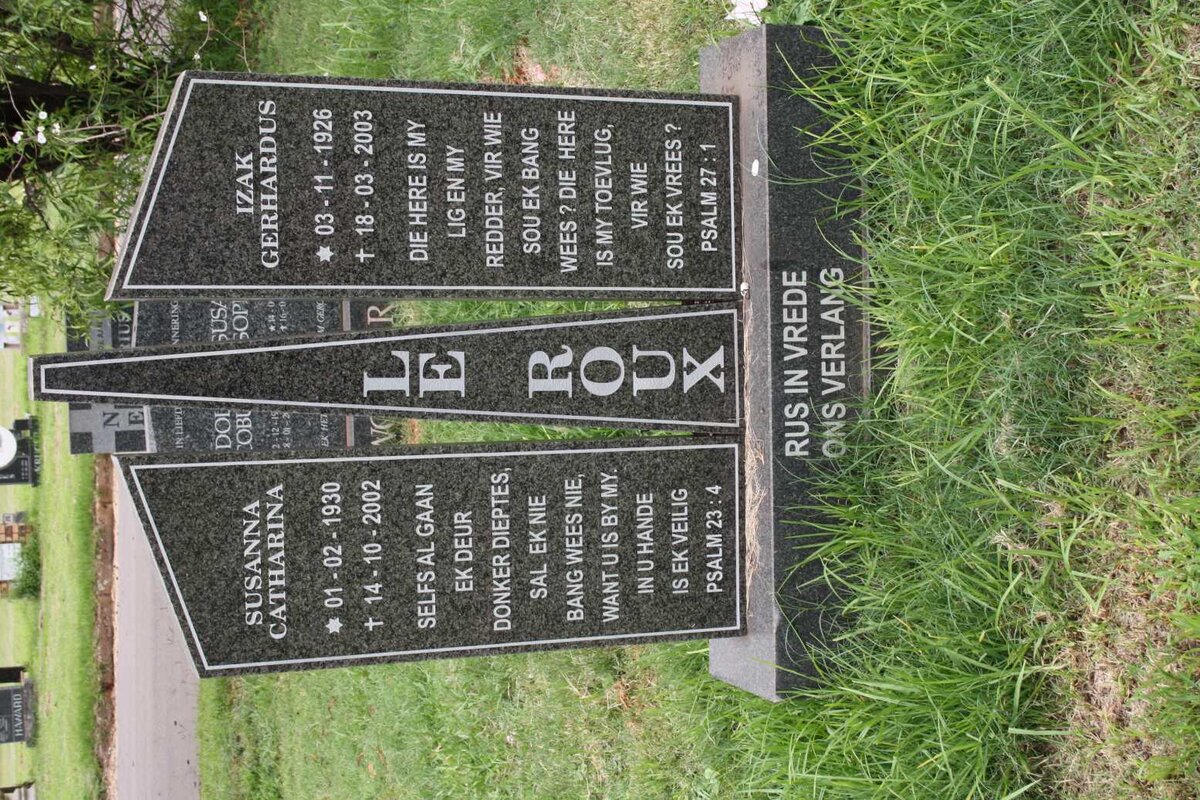 SUSANNA
CATHARINA
01 - 02 - 1930
14 - 10 - 2002
SELFS AL GAAN
EK DEUR
DONKER DIEPTES,
SAL EK NIE
BANG WEES NIE,
WANT U IS BY MY.
IN U HANDE
IS EK VEILIG
PSALM 23 : 4
LE
ROUX
IZAK
GERHARDUS
03 - 11 - 1926
18 - 03 - 2003
DIE HERE IS MY
LIG EN MY
REDDER, VIR WIE
SOU EK BANG
WEES ? DIE HERE
IS MY TOEVLUG,
VIR WIE
SOU EK VREES ?
PSALM 27 : 1
RUS IN VREDE
ONS VERLANG
HAWARD